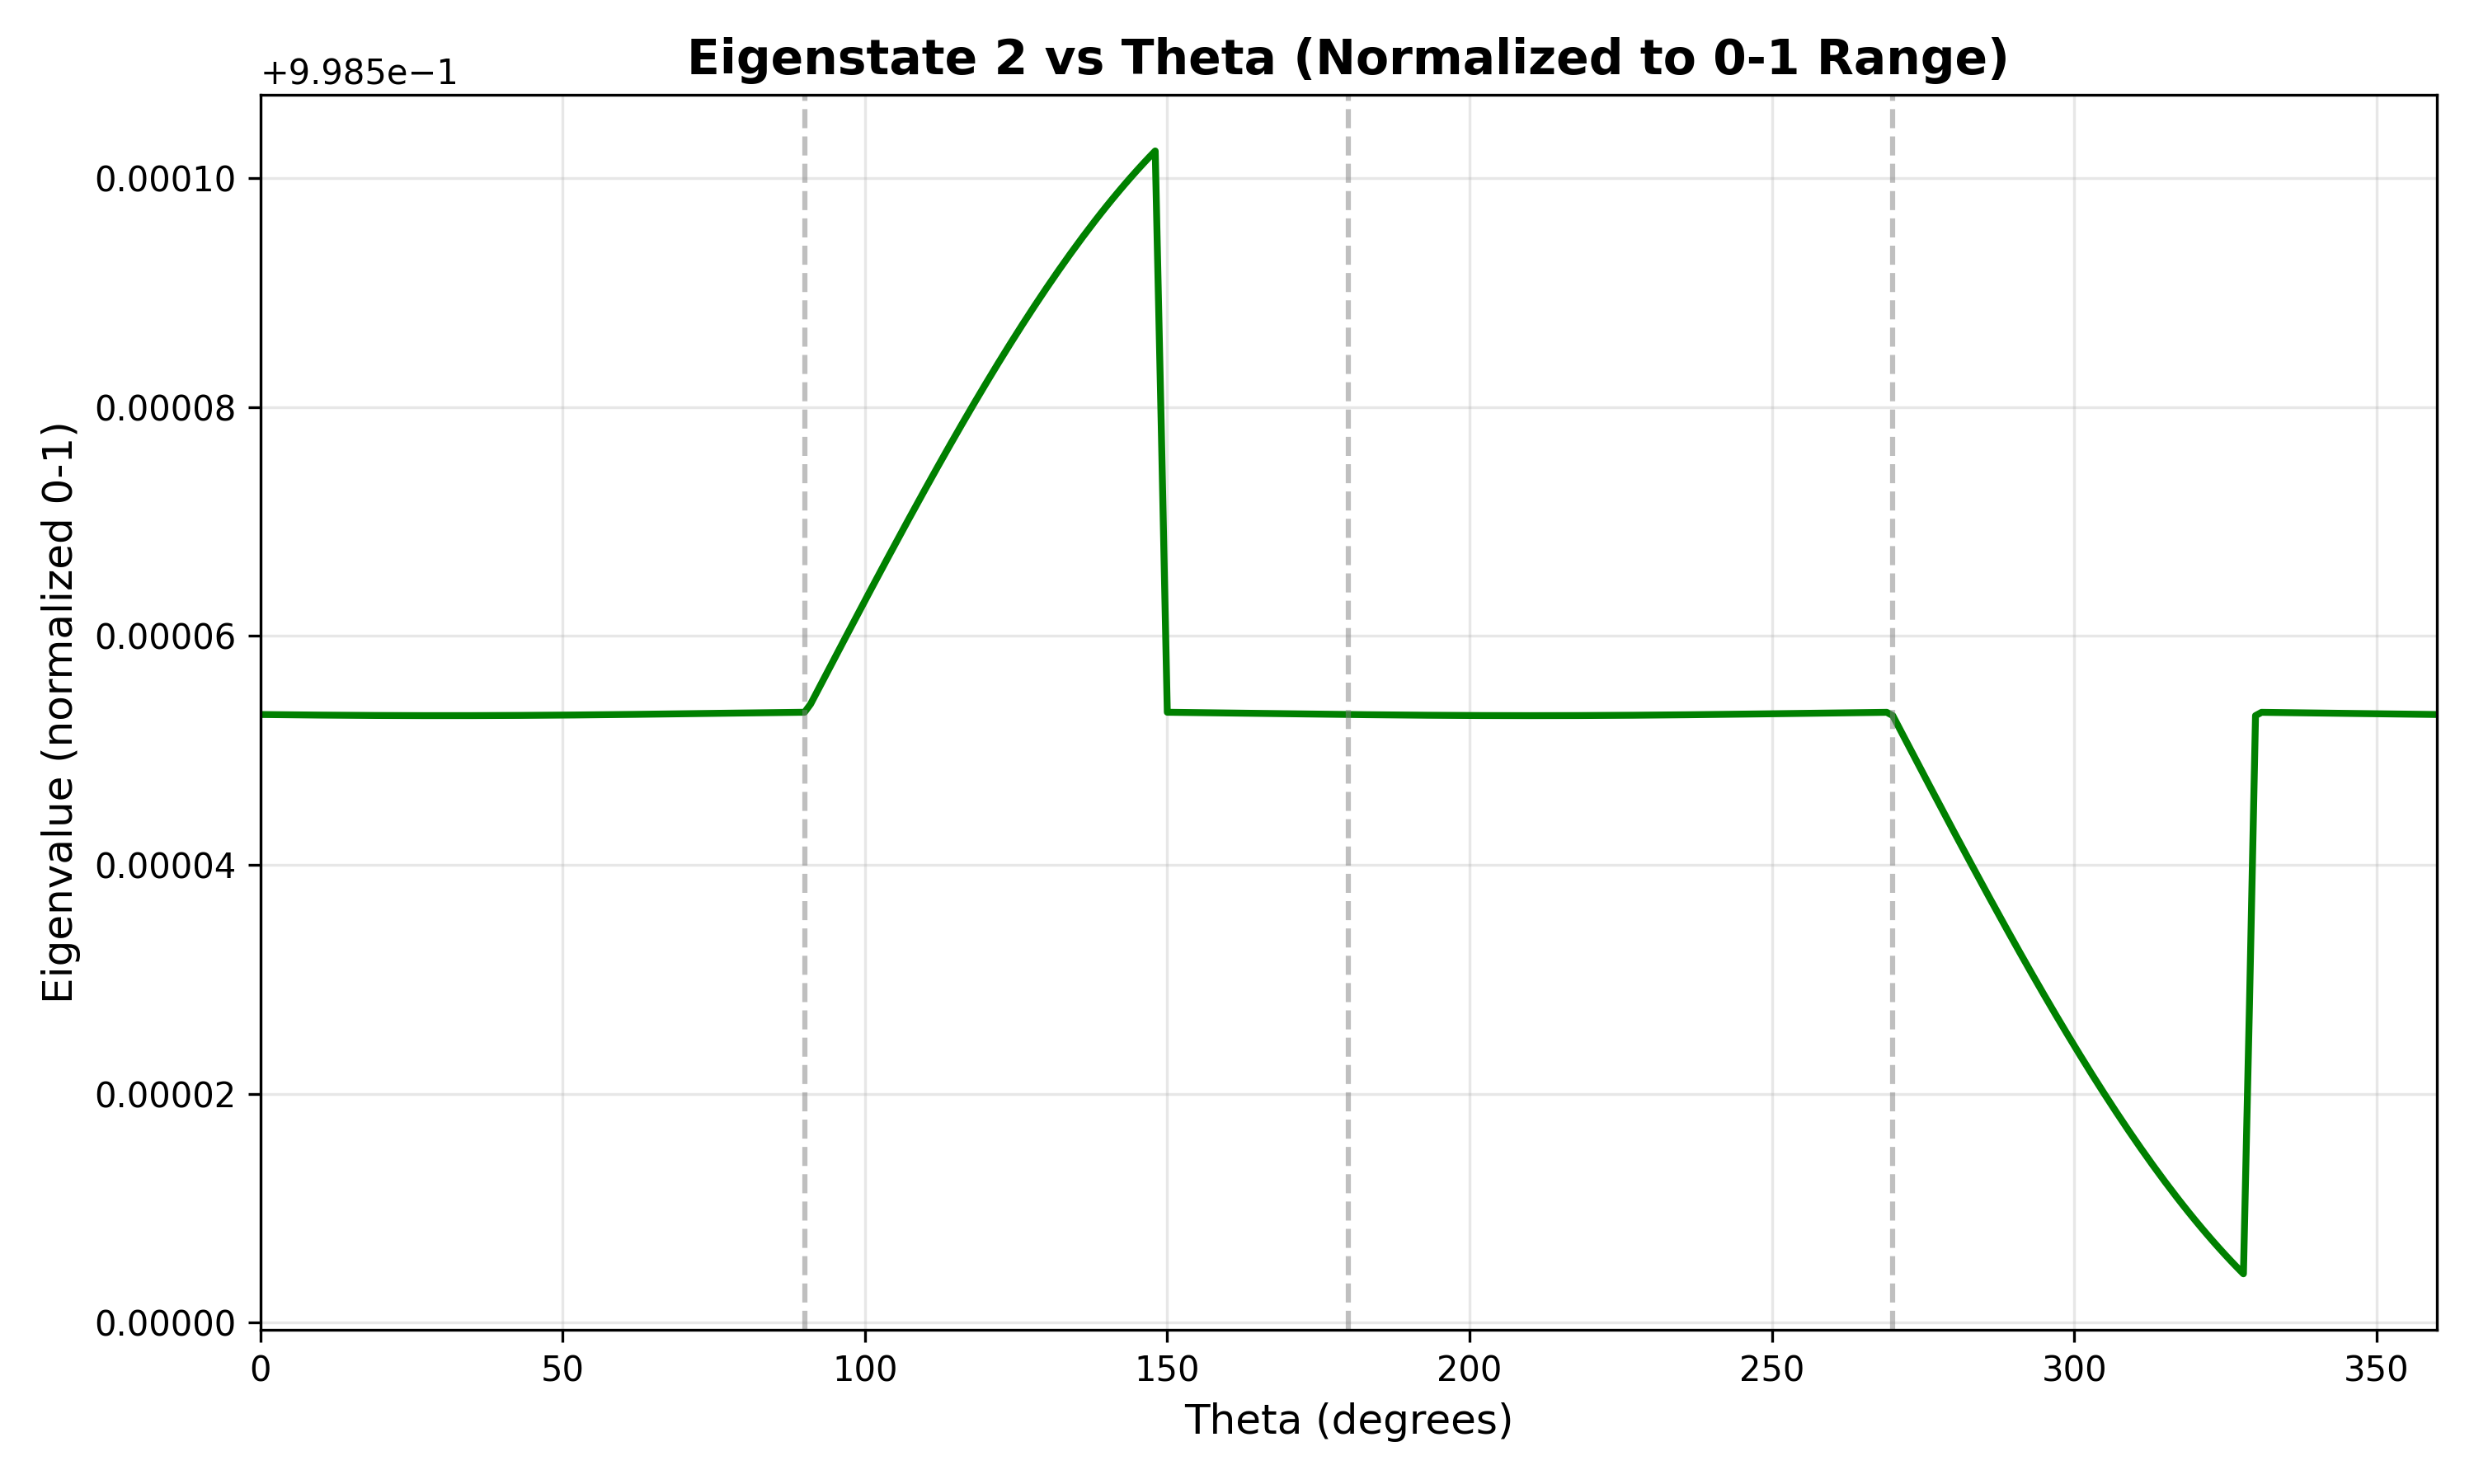 Eigenstate 2 vs Theta (Normalized to 0-1 Range)
+9.985e−1
0.00010
0.00008
0.00006
0.00004
0.00002
0.00000
Eigenvalue (normalized 0-1)
0 50 100 150 200 250 300 350
Theta (degrees)